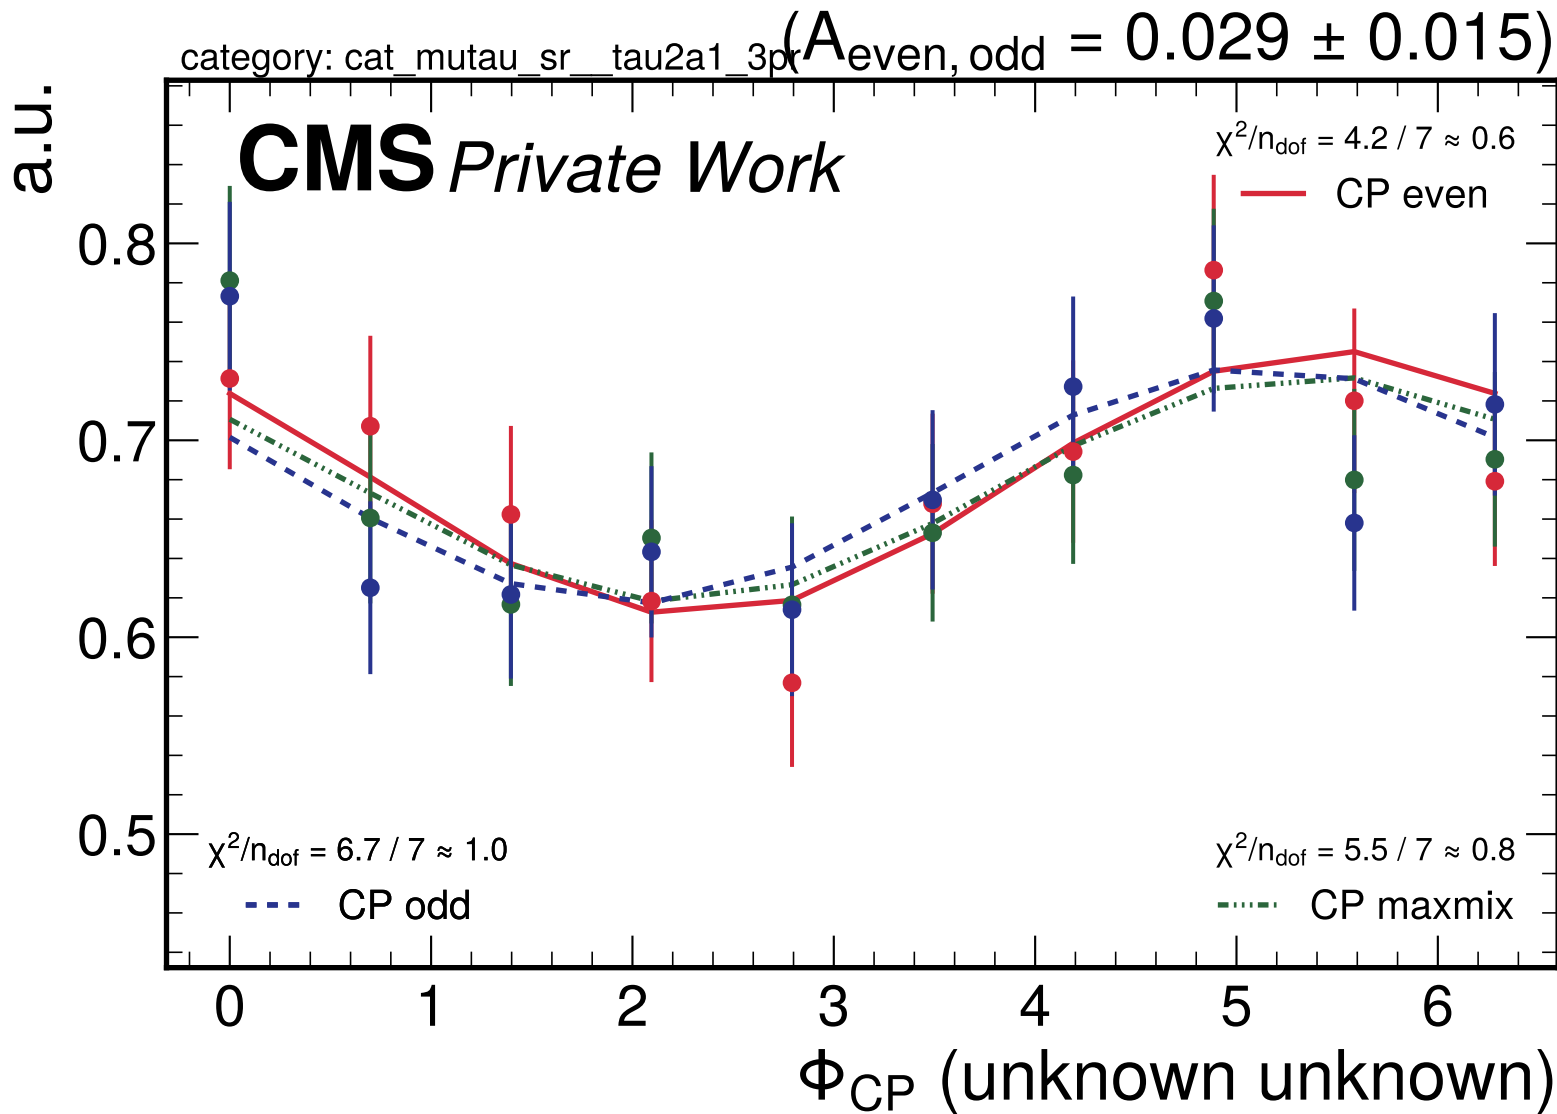 (A_even, odd = 0.029 ± 0.015)
category: cat_mutau_sr__tau2a1_3pr
a.u.
CMS Private Work
χ²/n_dof = 4.2 / 7 ≈ 0.6
CP even
0.8
0.7
0.6
0.5
χ²/n_dof = 6.7 / 7 ≈ 1.0
CP odd
χ²/n_dof = 5.5 / 7 ≈ 0.8
CP maxmix
0 1 2 3 4 5 6
Φ_CP (unknown unknown)